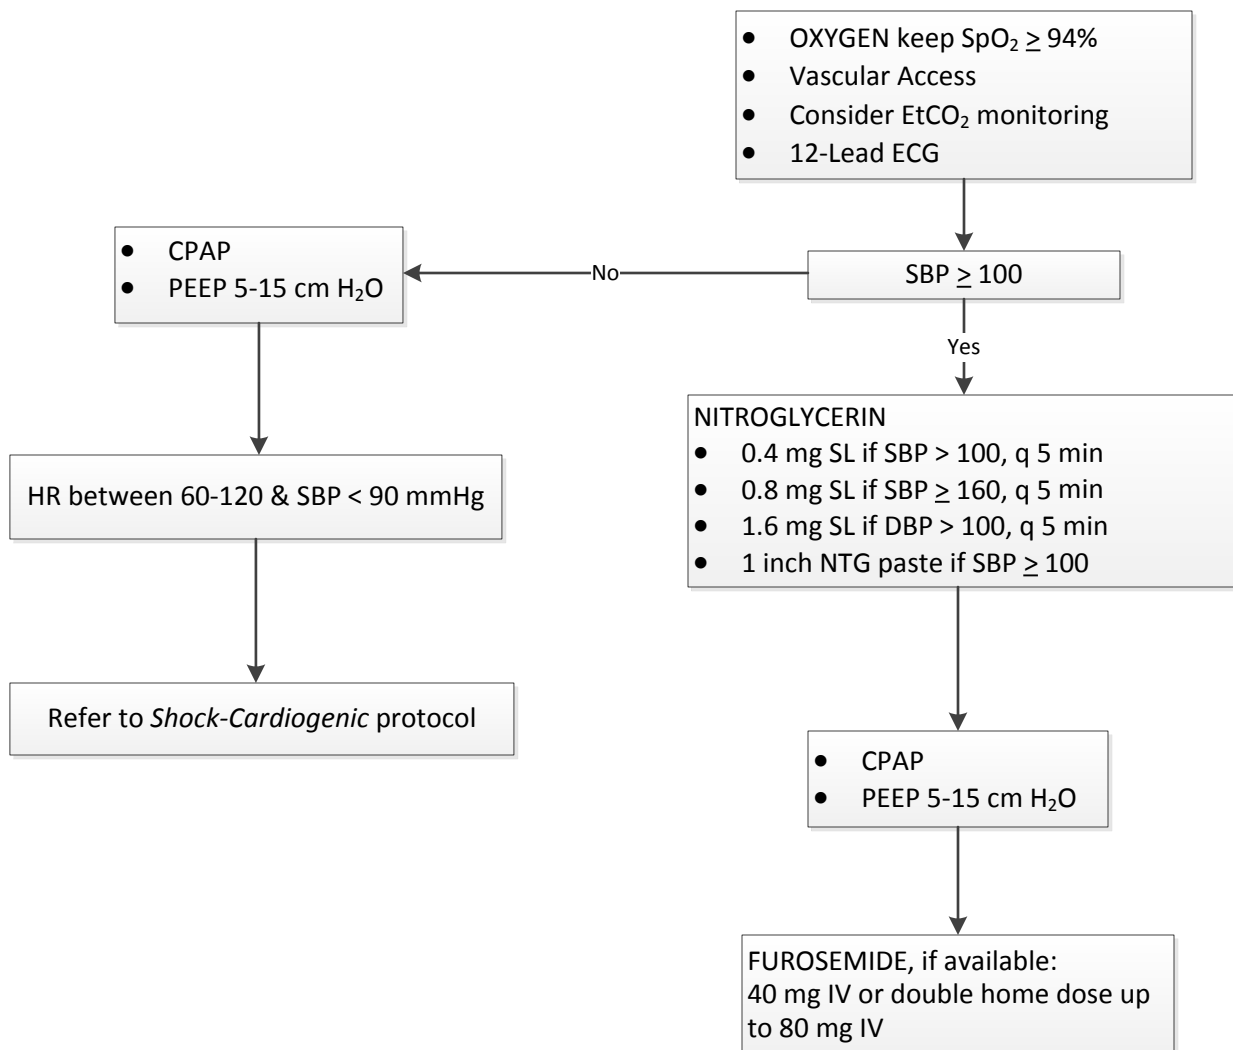 • OXYGEN keep SpO₂ ≥ 94%
• Vascular Access
• Consider EtCO₂ monitoring
• 12-Lead ECG
SBP ≥ 100
No
• CPAP
• PEEP 5-15 cm H₂O
HR between 60-120 & SBP < 90 mmHg
Refer to Shock-Cardiogenic protocol
Yes
NITROGLYCERIN
• 0.4 mg SL if SBP > 100, q 5 min
• 0.8 mg SL if SBP ≥ 160, q 5 min
• 1.6 mg SL if DBP > 100, q 5 min
• 1 inch NTG paste if SBP ≥ 100
• CPAP
• PEEP 5-15 cm H₂O
FUROSEMIDE, if available:
40 mg IV or double home dose up
to 80 mg IV